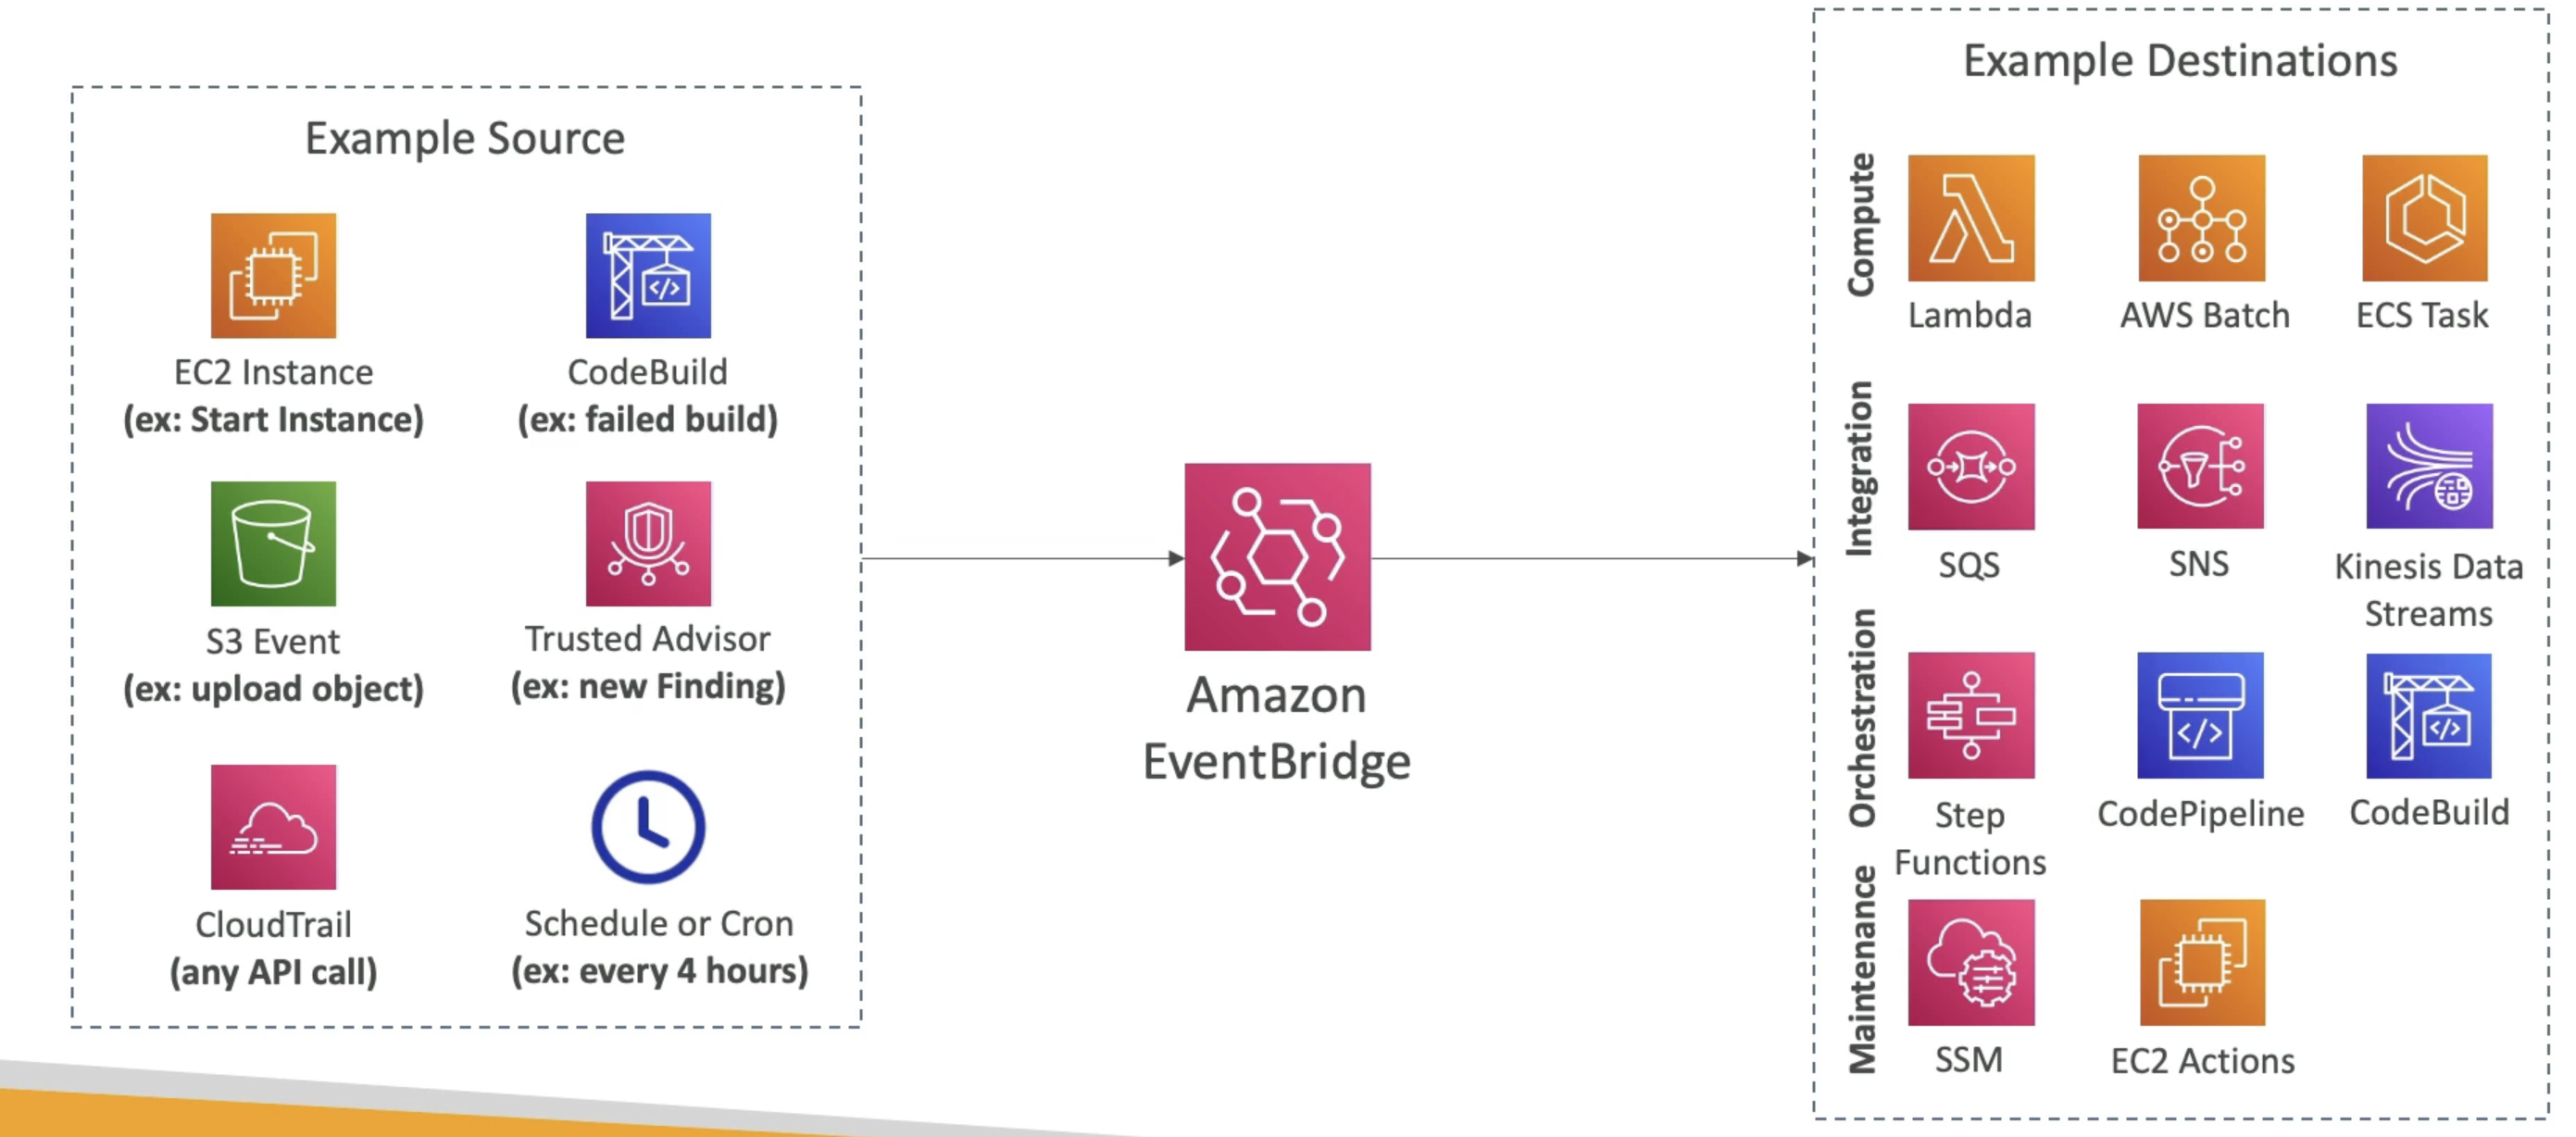 Example Source
EC2 Instance
(ex: Start Instance)
CodeBuild
(ex: failed build)
S3 Event
(ex: upload object)
Trusted Advisor
(ex: new Finding)
CloudTrail
(any API call)
Schedule or Cron
(ex: every 4 hours)
Amazon
EventBridge
Example Destinations
Compute
Lambda
AWS Batch
ECS Task
Integration
SQS
SNS
Kinesis Data
Streams
Orchestration
Step
Functions
CodePipeline
CodeBuild
Maintenance
SSM
EC2 Actions